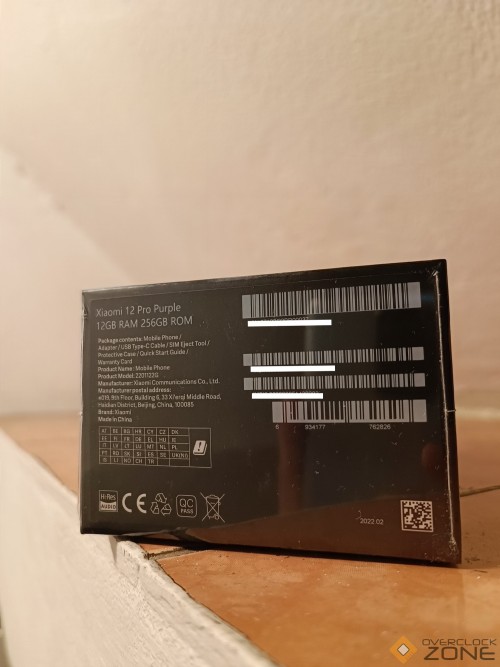 Xiaomi 12 Pro Purple
12GB RAM 256GB ROM
Package contents: Mobile Phone /
Adapter / USB Type-C Cable / SIM Eject Tool /
Protective Case / Quick Start Guide /
Warranty Card
Product Name: Mobile Phone
Product Model: 2201122G
Manufacturer: Xiaomi Communications Co., Ltd.
Manufacturer postal address:
#019, 9th Floor, Building 6, 33 Xi'erqi Middle Road,
Haidian District, Beijing, China, 100085
Brand: Xiaomi
Made in China
6 934177 762826
AT BE BG HR CY CZ DK
EE FI FR DE EL HU IE
IT LV LT LU MT NL PL
PT RO SK SI ES SE UK(NI)
IS LI NO CH TR
Hi-Res
AUDIO
CE
QC
PASS
2022.02
OVERCLOCK
ZONE